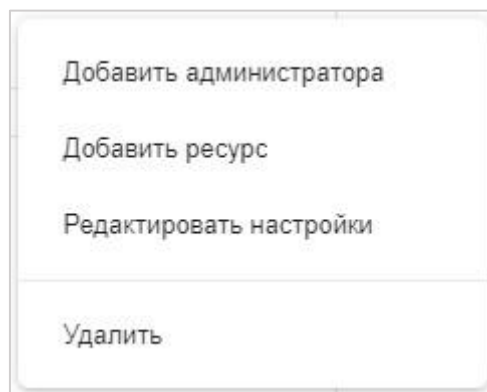 Добавить администратора
Добавить ресурс
Редактировать настройки
Удалить